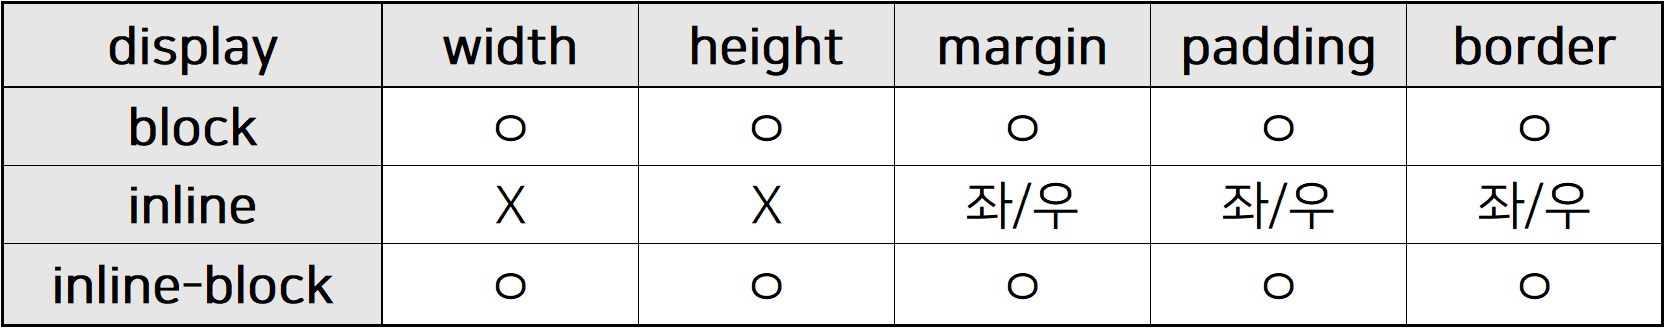 display width height margin padding border
block ㅇ ㅇ ㅇ ㅇ ㅇ
inline X X 좌/우 좌/우 좌/우
inline-block ㅇ ㅇ ㅇ ㅇ ㅇ